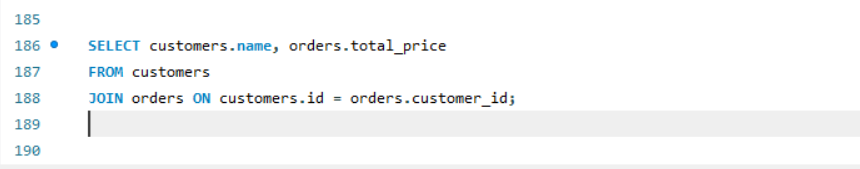 185
186 SELECT customers.name, orders.total_price
187 FROM customers
188 JOIN orders ON customers.id = orders.customer_id;
189
190